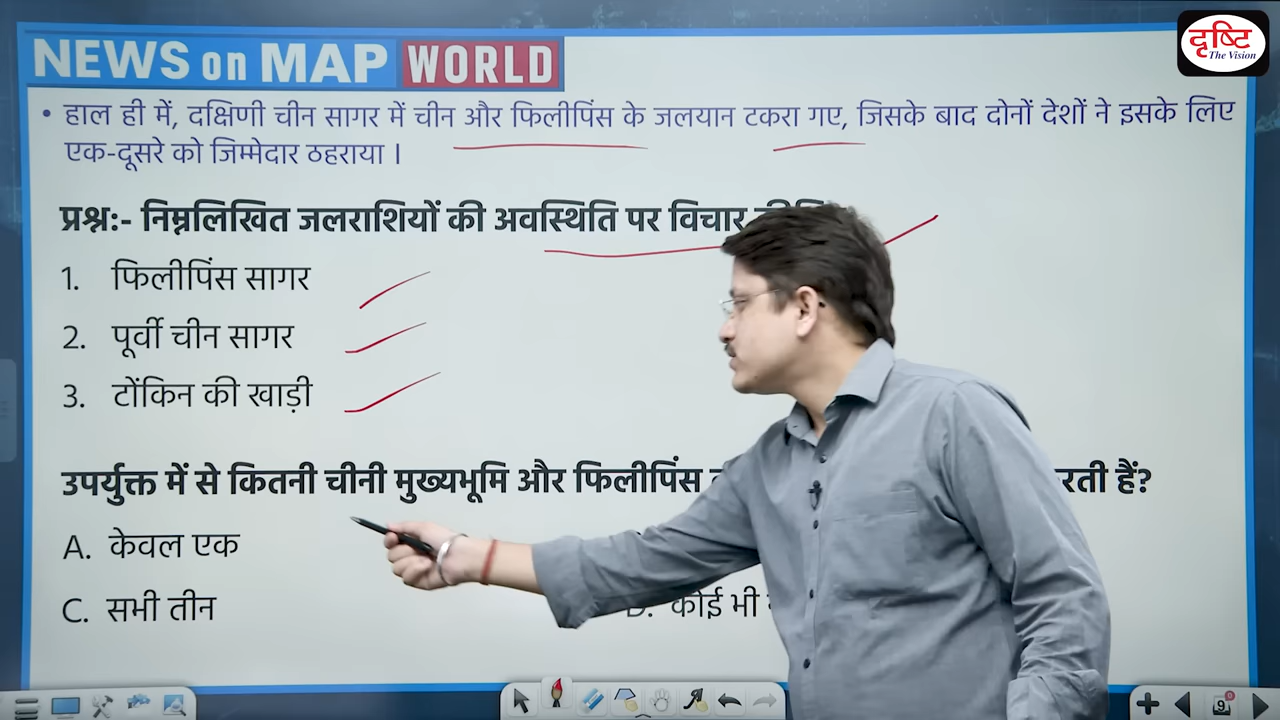 दृष्टि
The Vision
NEWS on MAP WORLD
• हाल ही में, दक्षिणी चीन सागर में चीन और फिलीपिंस के जलयान टकरा गए, जिसके बाद दोनों देशों ने इसके लिए
एक-दूसरे को जिम्मेदार ठहराया ।
प्रश्न:- निम्नलिखित जलराशियों की अवस्थिति पर विचार
1. फिलीपिंस सागर
2. पूर्वी चीन सागर
3. टोंकिन की खाड़ी
उपर्युक्त में से कितनी चीनी मुख्यभूमि और फिलीपिंस रती हैं?
A. केवल एक
C. सभी तीन
D. कोई भी
9